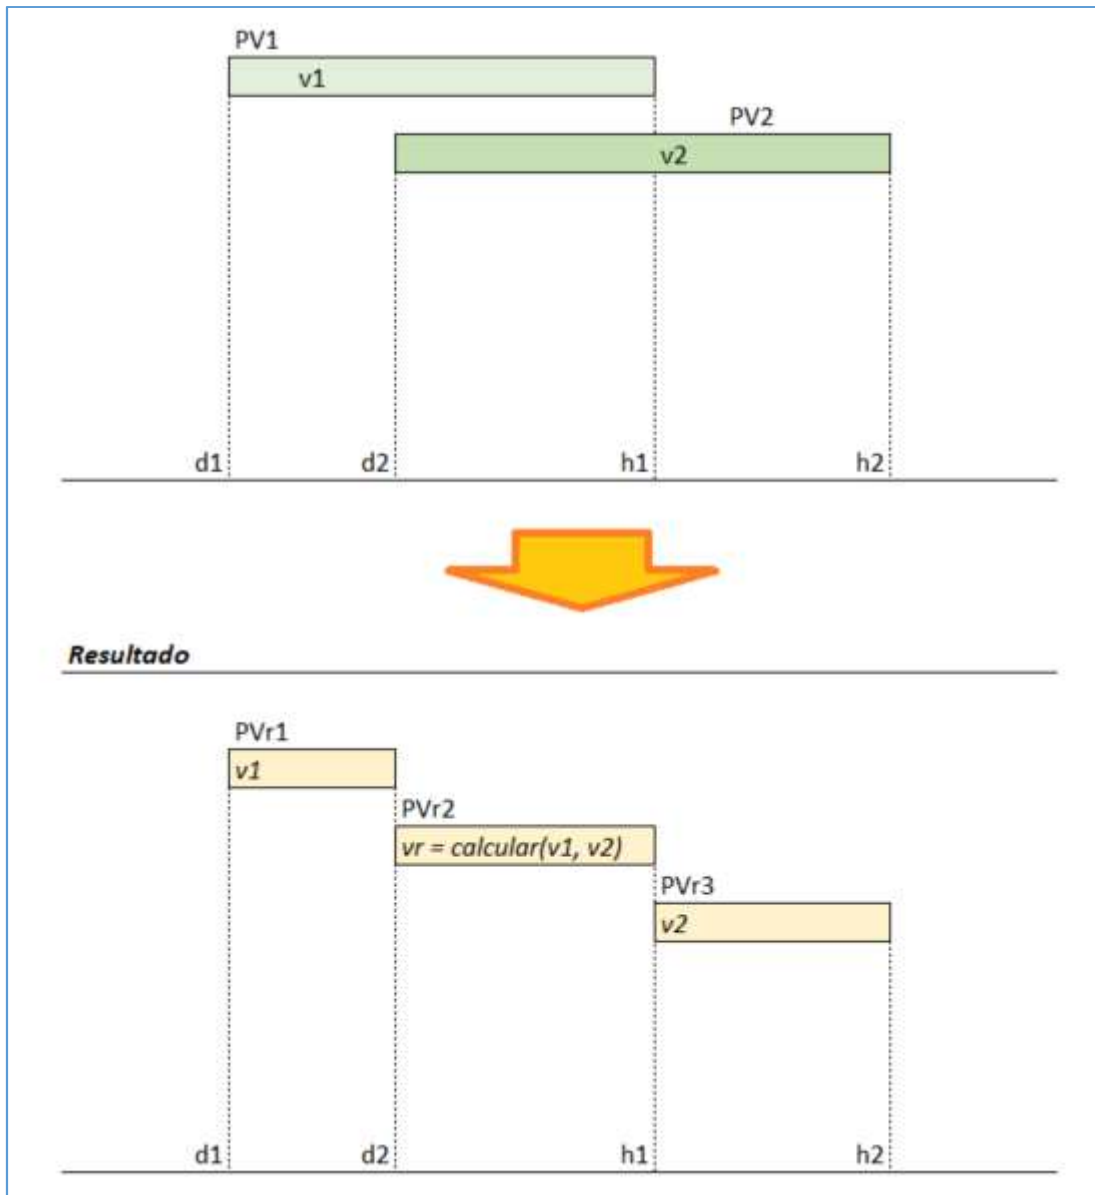 PV1
v1
PV2
v2
d1 d2 h1 h2
Resultado
PVr1
v1
PVr2
vr = calcular(v1, v2)
PVr3
v2
d1 d2 h1 h2